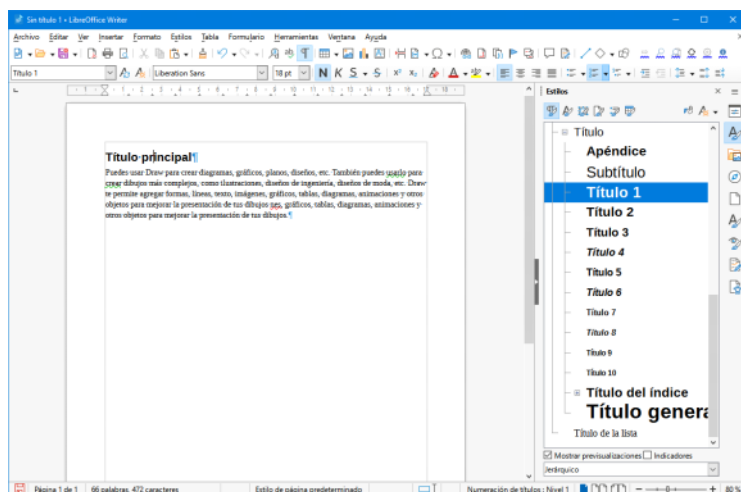 Sin título 1 • LibreOffice Writer
Archivo Editar Ver Insertar Formato Estilos Tabla Formulario Herramientas Ventana Ayuda
Título 1 Liberation Sans 18 pt N K S S
Estilos
Título principal¶
Puedes usar Draw para crear diagramas, gráficos, planos, diseños, etc. También puedes usarlo para
crear dibujos más complejos, como ilustraciones, diseños de ingeniería, diseños de moda, etc. Draw
te permite agregar formas, líneas, texto, imágenes, gráficos, tablas, diagramas, animaciones y otros
objetos para mejorar la presentación de tus dibujos nes, gráficos, tablas, diagramas, animaciones y
otros objetos para mejorar la presentación de tus dibujos.¶
Título
Apéndice
Subtítulo
Título 1
Título 2
Título 3
Título 4
Título 5
Título 6
Título 7
Título 8
Título 9
Título 10
Título del índice
Título genera
Título de la lista
Mostrar previsualizaciones Indicadores
Jerárquico
Página 1 de 1 66 palabras, 472 caracteres Estilo de página predeterminado Numeración de títulos : Nivel 1 80 %